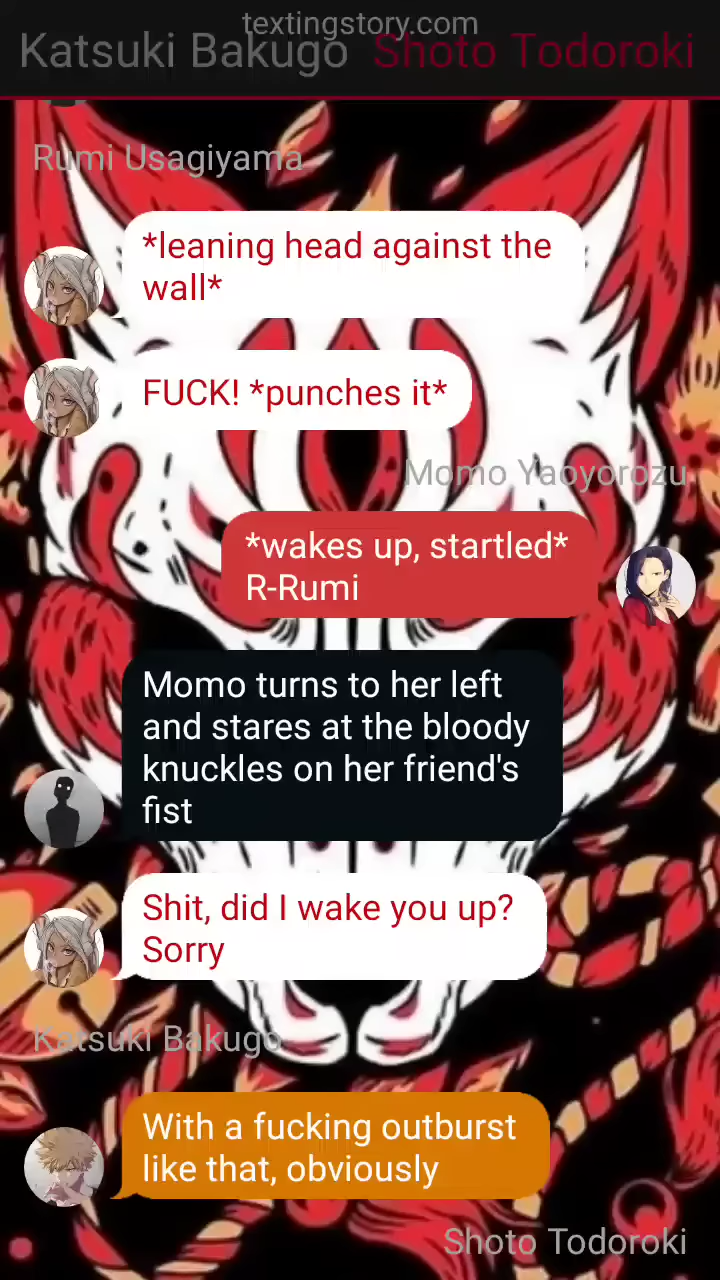 textingstory.com
Katsuki Bakugo Shoto Todoroki
Rumi Usagiyama
*leaning head against the
wall*
FUCK! *punches it*
Momo Yaoyorozu
*wakes up, startled*
R-Rumi
Momo turns to her left
and stares at the bloody
knuckles on her friend's
fist
Shit, did I wake you up?
Sorry
Katsuki Bakugo
With a fucking outburst
like that, obviously
Shoto Todoroki